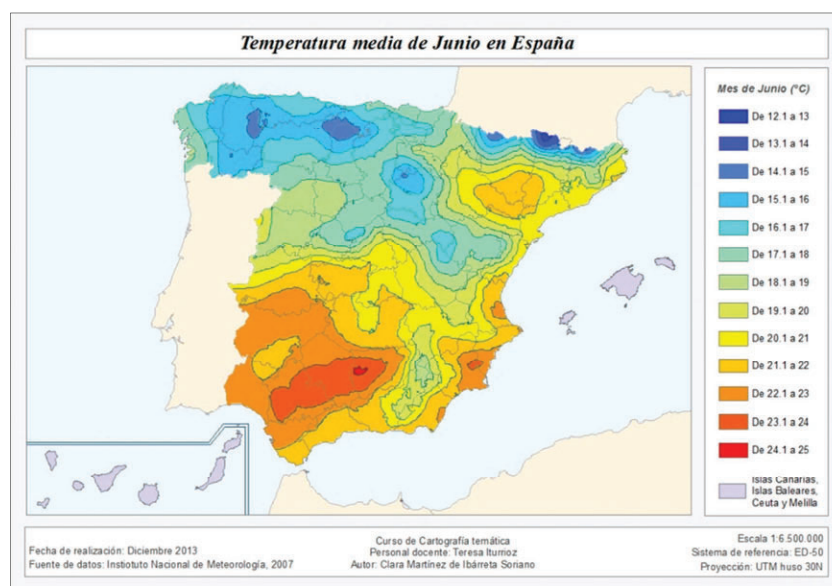 Temperatura media de Junio en España
Mes de Junio (°C)
De 12.1 a 13
De 13.1 a 14
De 14.1 a 15
De 15.1 a 16
De 16.1 a 17
De 17.1 a 18
De 18.1 a 19
De 19.1 a 20
De 20.1 a 21
De 21.1 a 22
De 22.1 a 23
De 23.1 a 24
De 24.1 a 25
Islas Canarias,
Islas Baleares,
Ceuta y Melilla
Fecha de realización: Diciembre 2013
Fuente de datos: Instiostuto Nacional de Meteorología, 2007
Curso de Cartografía temática
Personal docente: Teresa Iturrioz
Autor: Clara Martínez de Ibárreta Soriano
Escala 1:6.500.000
Sistema de referencia: ED-50
Proyección: UTM huso 30N